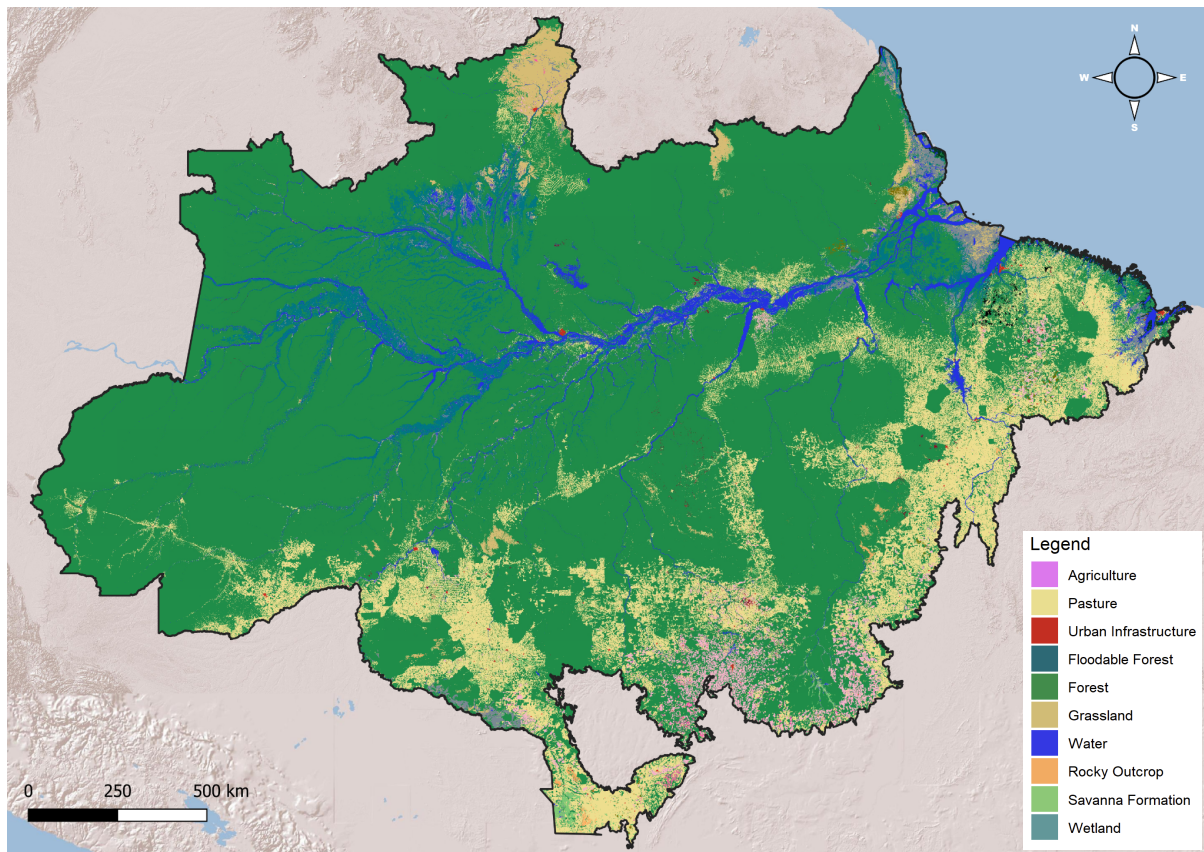 N
W E
S
Legend
Agriculture
Pasture
Urban Infrastructure
Floodable Forest
Forest
Grassland
Water
Rocky Outcrop
Savanna Formation
Wetland
0 250 500 km